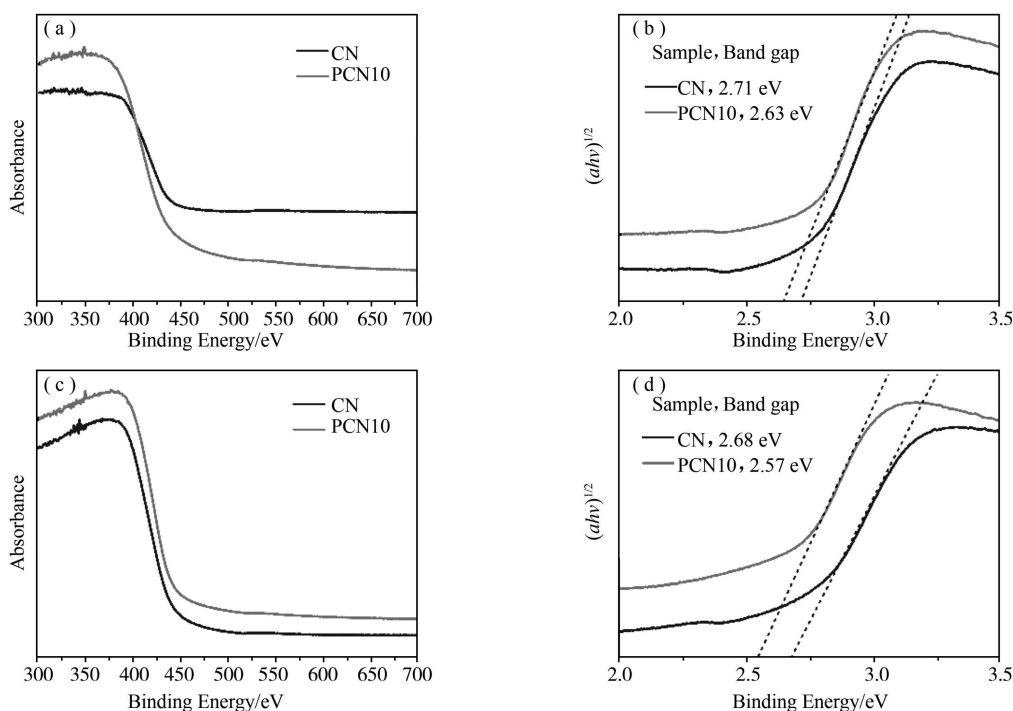 ( a )
CN
PCN10
Absorbance
300 350 400 450 500 550 600 650 700
Binding Energy/eV
( b )
Sample, Band gap
CN, 2.71 eV
PCN10, 2.63 eV
(ahv)1/2
2.0 2.5 3.0 3.5
Binding Energy/eV
( c )
CN
PCN10
Absorbance
300 350 400 450 500 550 600 650 700
Binding Energy/eV
( d )
Sample, Band gap
CN, 2.68 eV
PCN10, 2.57 eV
(ahv)1/2
2.0 2.5 3.0 3.5
Binding Energy/eV